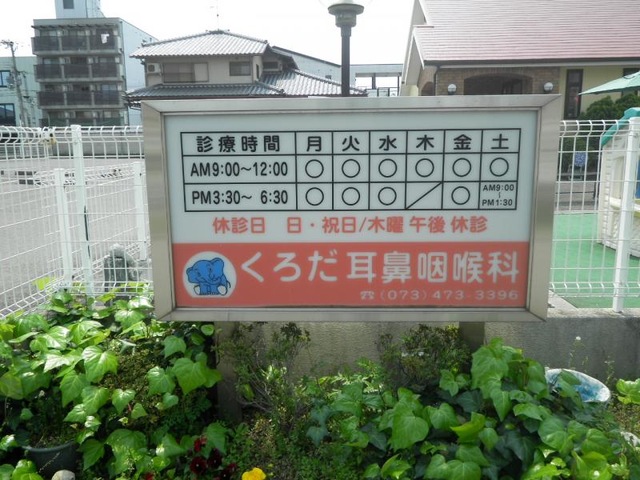 診療時間 月 火 水 木 金 土
AM9:00～12:00 ○ ○ ○ ○ ○ ○
PM3:30～ 6:30 ○ ○ ○ ／ ○ AM9:00 ～ PM1:30
休診日 日・祝日/木曜 午後 休診
くろだ耳鼻咽喉科
☎(073)473-3396